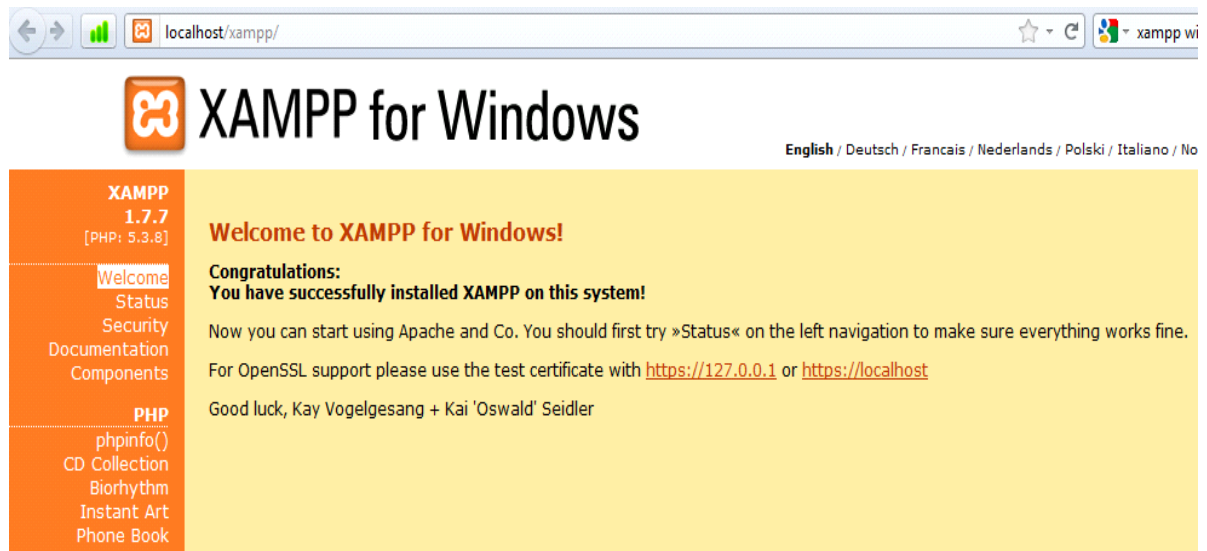 localhost/xampp/
xampp wi
XAMPP for Windows
English / Deutsch / Francais / Nederlands / Polski / Italiano / No
XAMPP
1.7.7
[PHP: 5.3.8]
Welcome
Status
Security
Documentation
Components
PHP
phpinfo()
CD Collection
Biorhythm
Instant Art
Phone Book
Welcome to XAMPP for Windows!
Congratulations:
You have successfully installed XAMPP on this system!
Now you can start using Apache and Co. You should first try »Status« on the left navigation to make sure everything works fine.
For OpenSSL support please use the test certificate with https://127.0.0.1 or https://localhost
Good luck, Kay Vogelgesang + Kai 'Oswald' Seidler